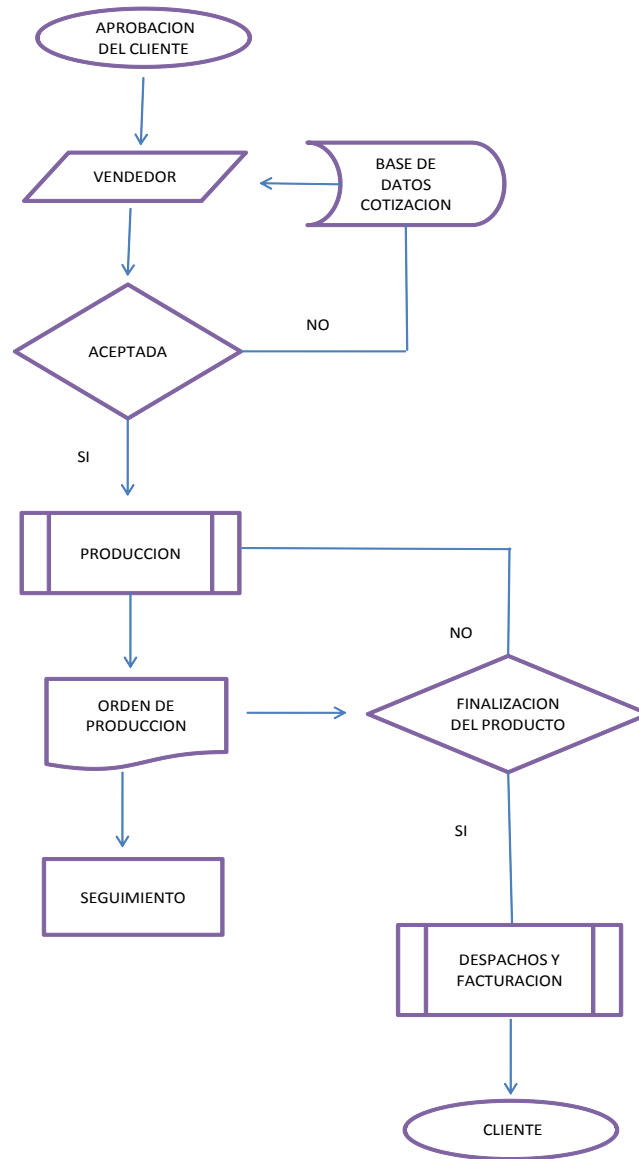 APROBACION
DEL CLIENTE
VENDEDOR
BASE DE
DATOS
COTIZACION
ACEPTADA
NO
SI
PRODUCCION
NO
ORDEN DE
PRODUCCION
FINALIZACION
DEL PRODUCTO
SI
SEGUIMIENTO
DESPACHOS Y
FACTURACION
CLIENTE